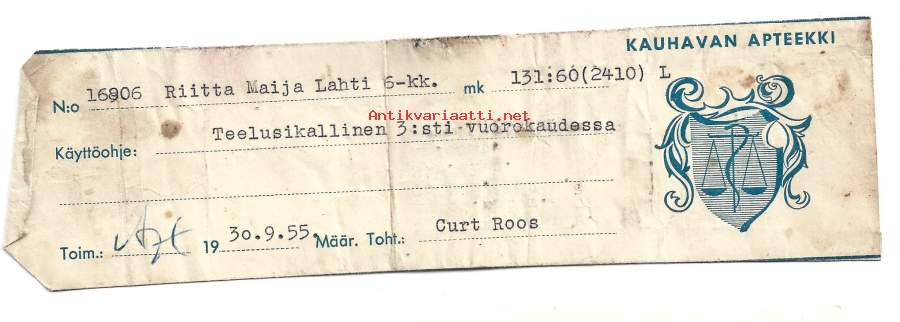 KAUHAVAN APTEEKKI
N:o 16906 Riitta Maija Lahti 6-kk. mk 131:60(2410) L
Antikvariaatti.net
Käyttöohje: Teelusikallinen 3:sti vuorokaudessa
Toim.: 19 30.9.55. Määr. Toht.: Curt Roos